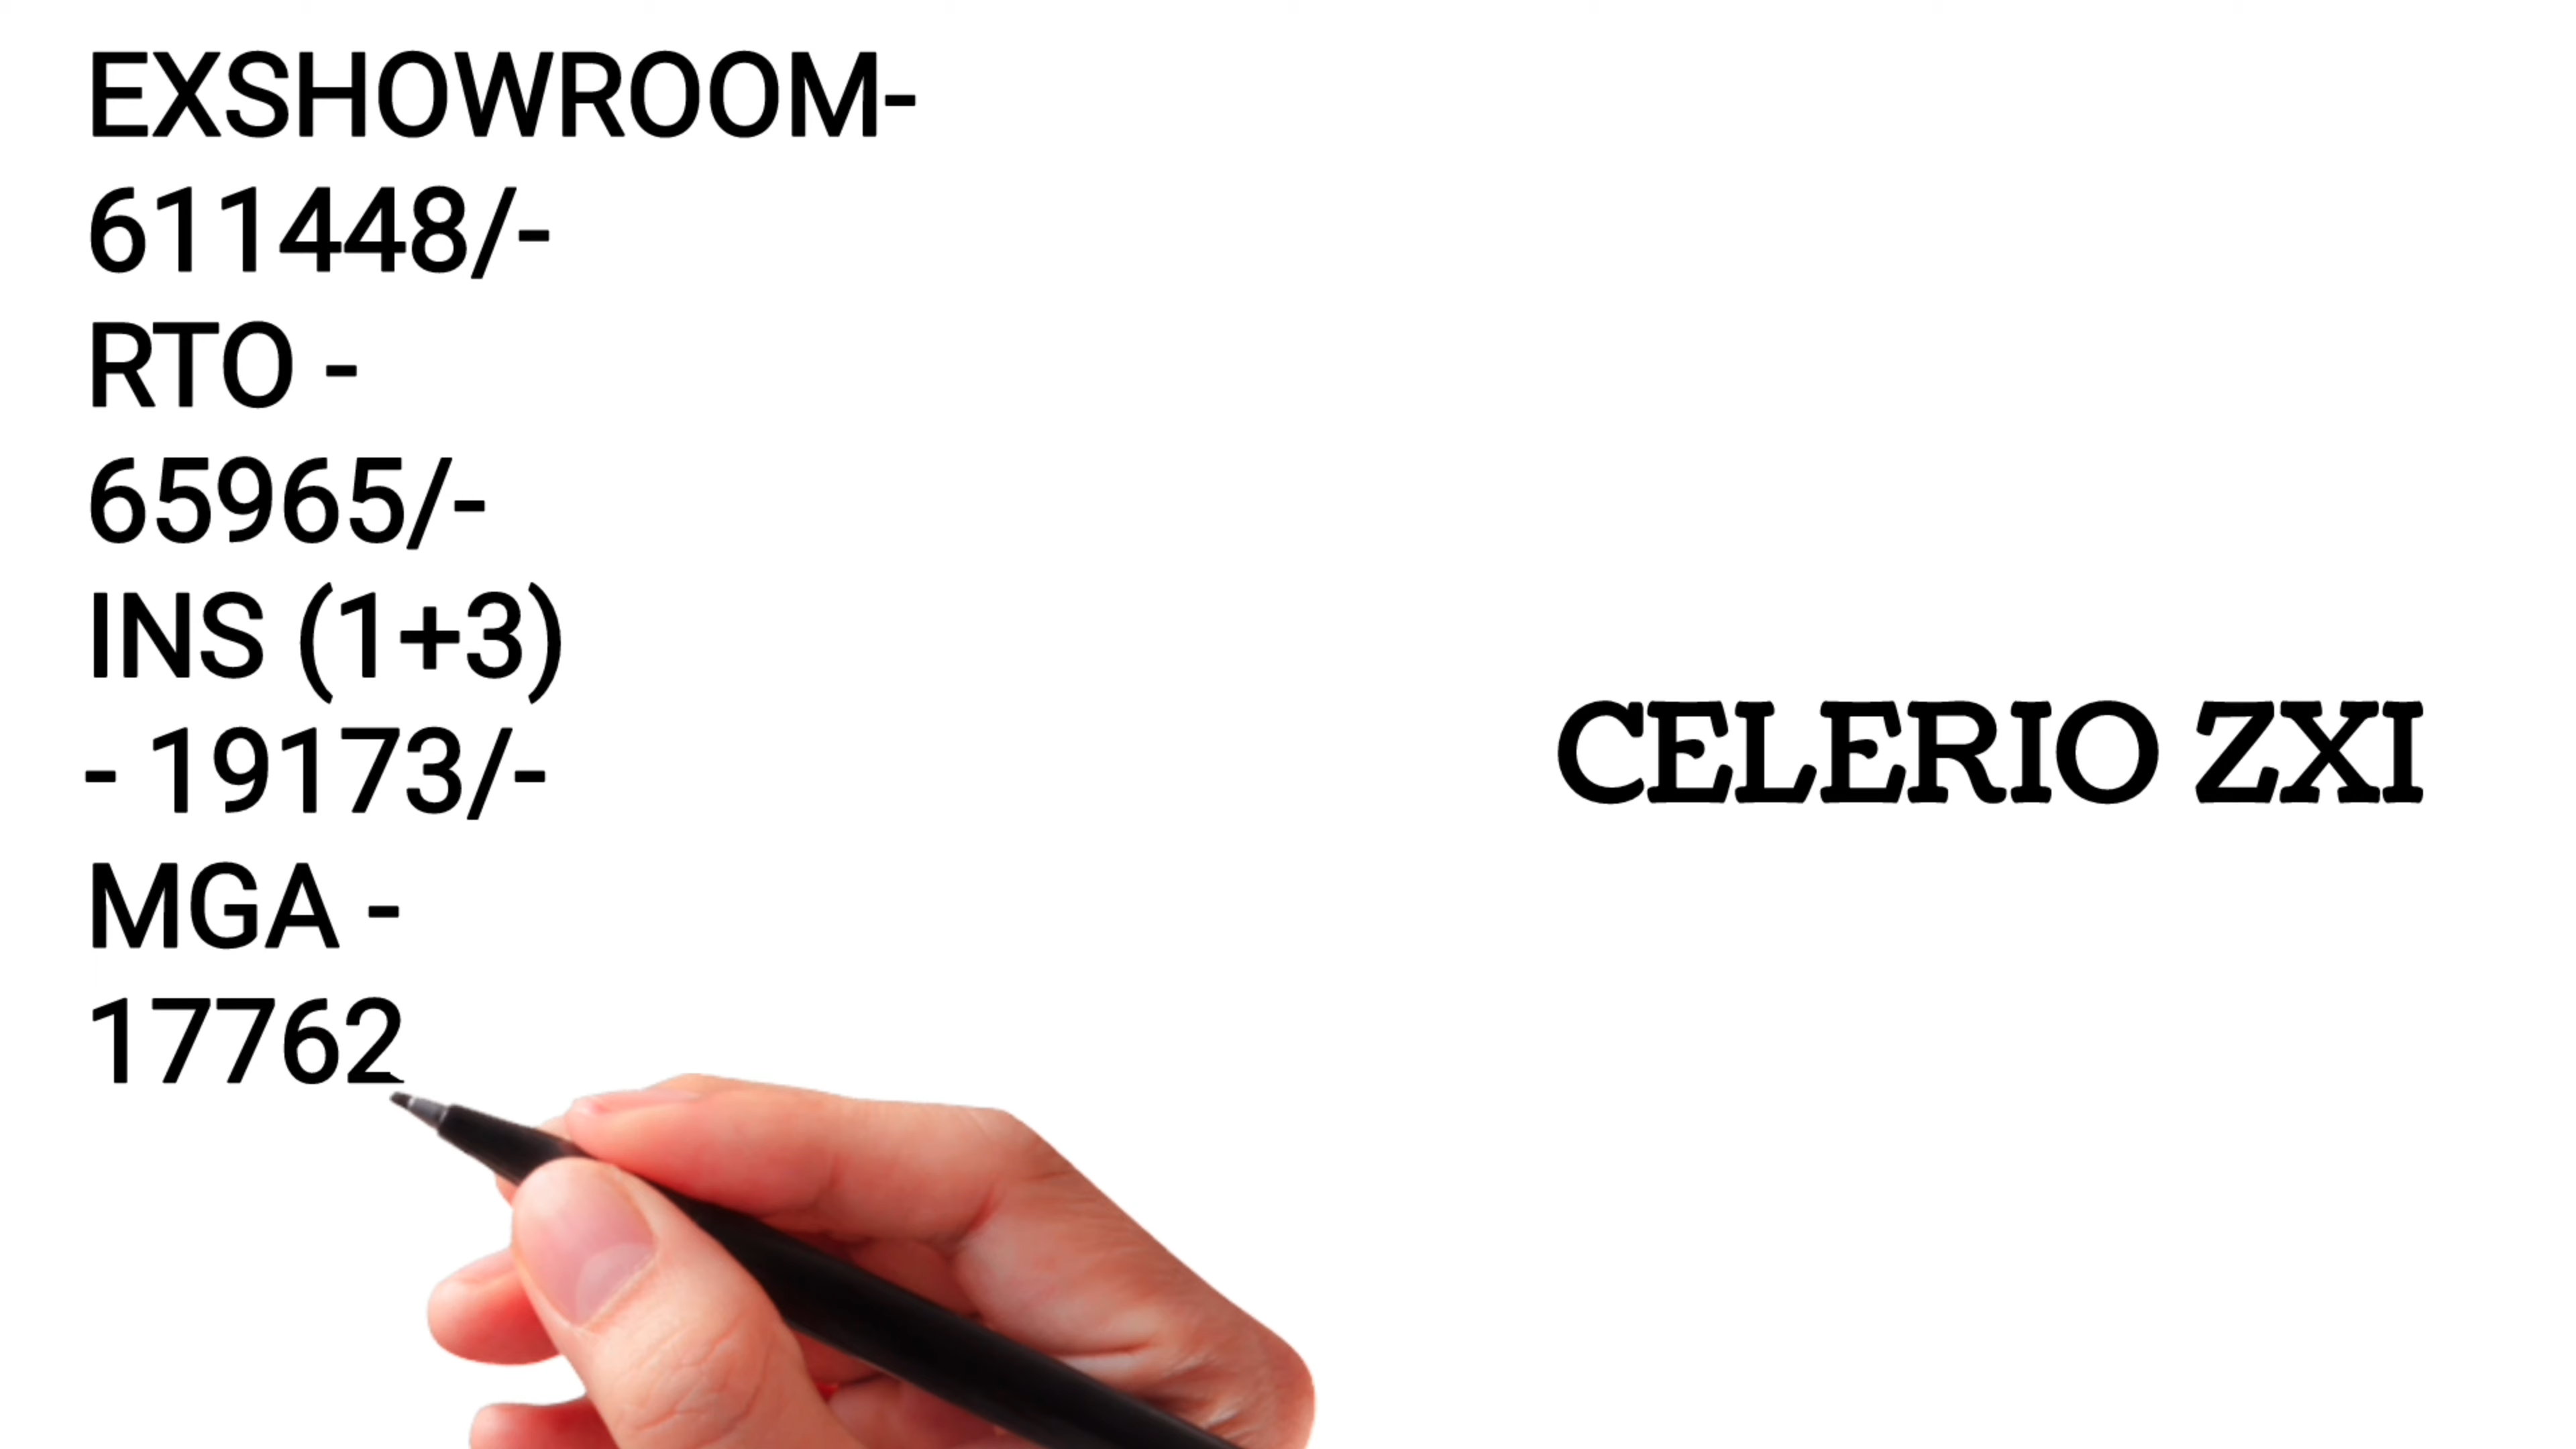 EXSHOWROOM-
611448/-
RTO -
65965/-
INS (1+3)
- 19173/-
MGA -
17762
CELERIO ZXI